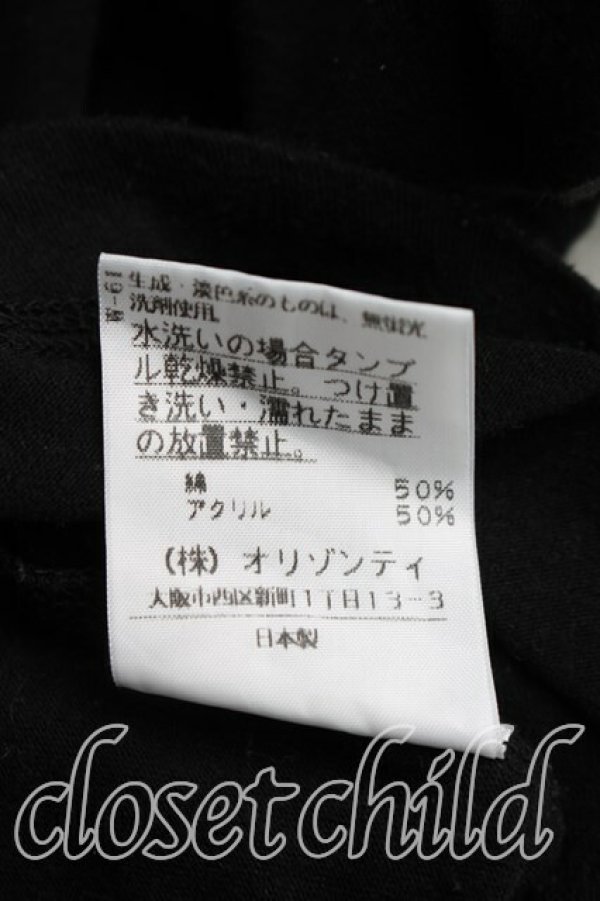 生成・淡色系のものは、無蛍光
洗剤使用。
水洗いの場合タンブ
ル乾燥禁止。つけ置
き洗い・濡れたまま
の放置禁止。
綿 50%
アクリル 50%
(株) オリゾンティ
大阪市西区新町1丁目13-3
日本製
closet child